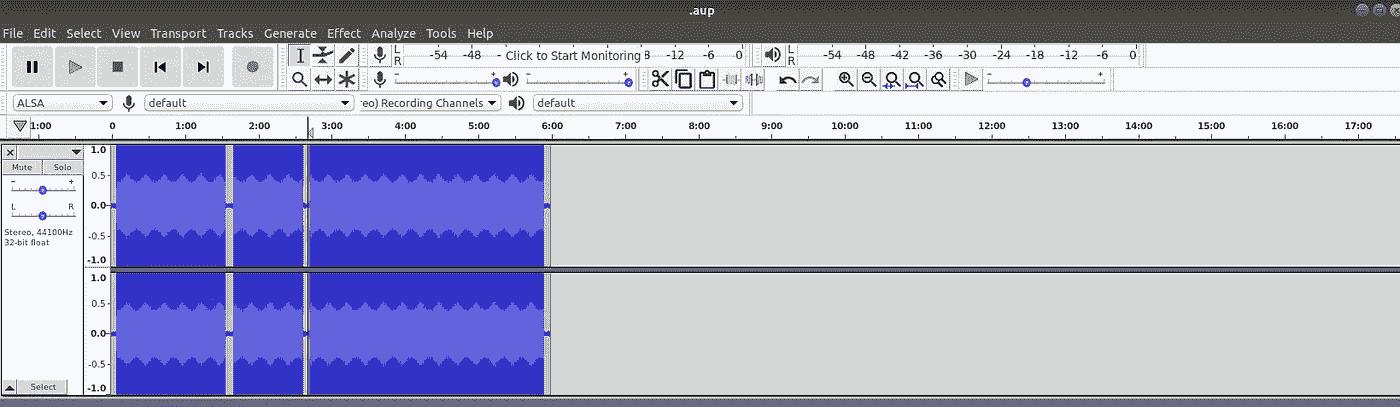 .aup
File Edit Select View Transport Tracks Generate Effect Analyze Tools Help
L R -54 -48 - Click to Start Monitoring 8 -12 -6 0 L R -54 -48 -42 -36 -30 -24 -18 -12 -6 0
- + - + - +
ALSA default eo) Recording Channels default
1:00 0 1:00 2:00 3:00 4:00 5:00 6:00 7:00 8:00 9:00 10:00 11:00 12:00 13:00 14:00 15:00 16:00 17:00
Mute Solo
- +
L R
Stereo, 44100Hz
32-bit float
1.0
0.5
0.0
-0.5
-1.0
1.0
0.5
0.0
-0.5
-1.0
Select